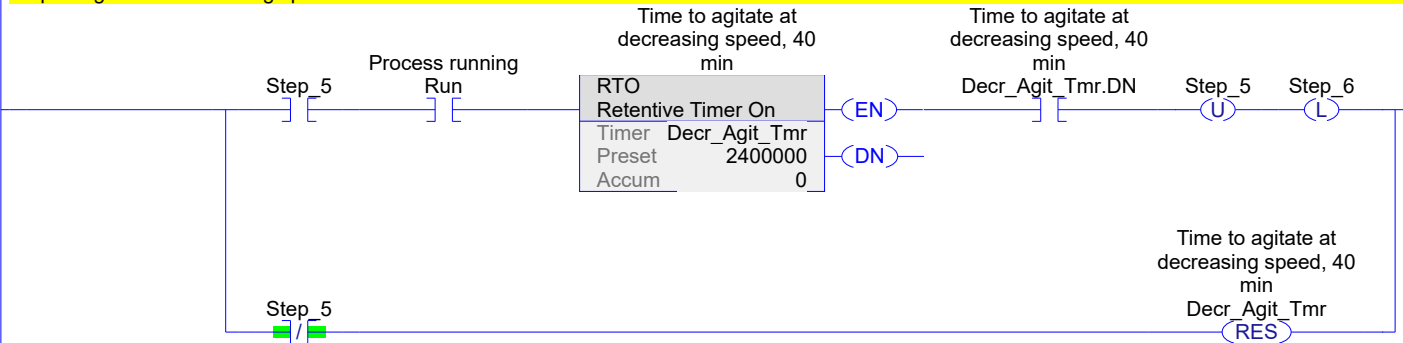 Time to agitate at
decreasing speed, 40
min
Time to agitate at
decreasing speed, 40
min
Process running
Step_5
Run
RTO
Retentive Timer On
Timer Decr_Agit_Tmr
Preset 2400000
Accum 0
EN
DN
Decr_Agit_Tmr.DN
Step_5
U
Step_6
L
Time to agitate at
decreasing speed, 40
min
Decr_Agit_Tmr
RES
Step_5
/